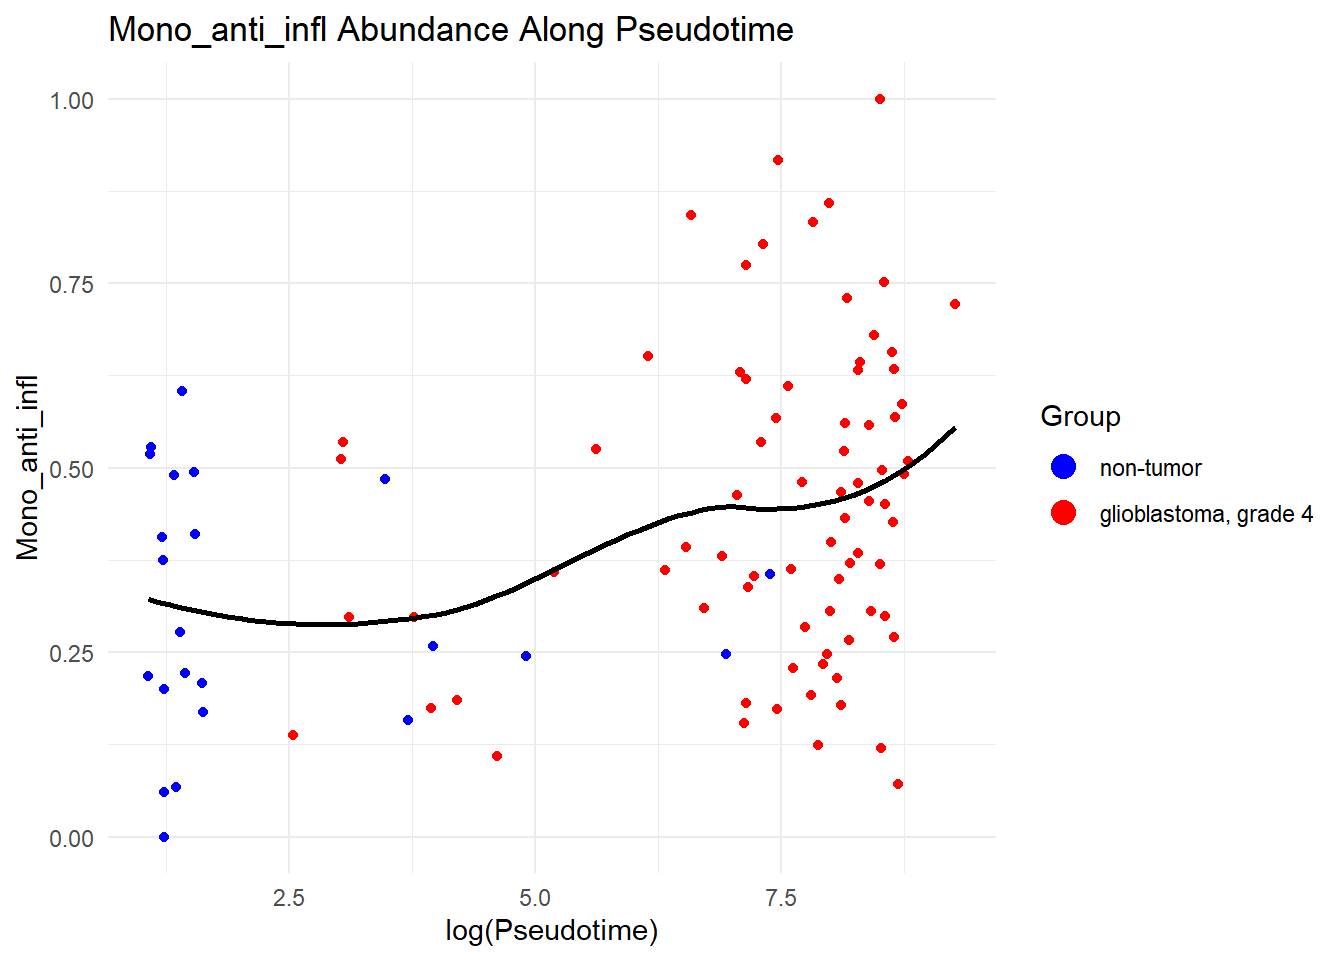 Mono_anti_infl Abundance Along Pseudotime
Mono_anti_infl
1.00
0.75
0.50
0.25
0.00
2.5
5.0
7.5
log(Pseudotime)
Group
non-tumor
glioblastoma, grade 4